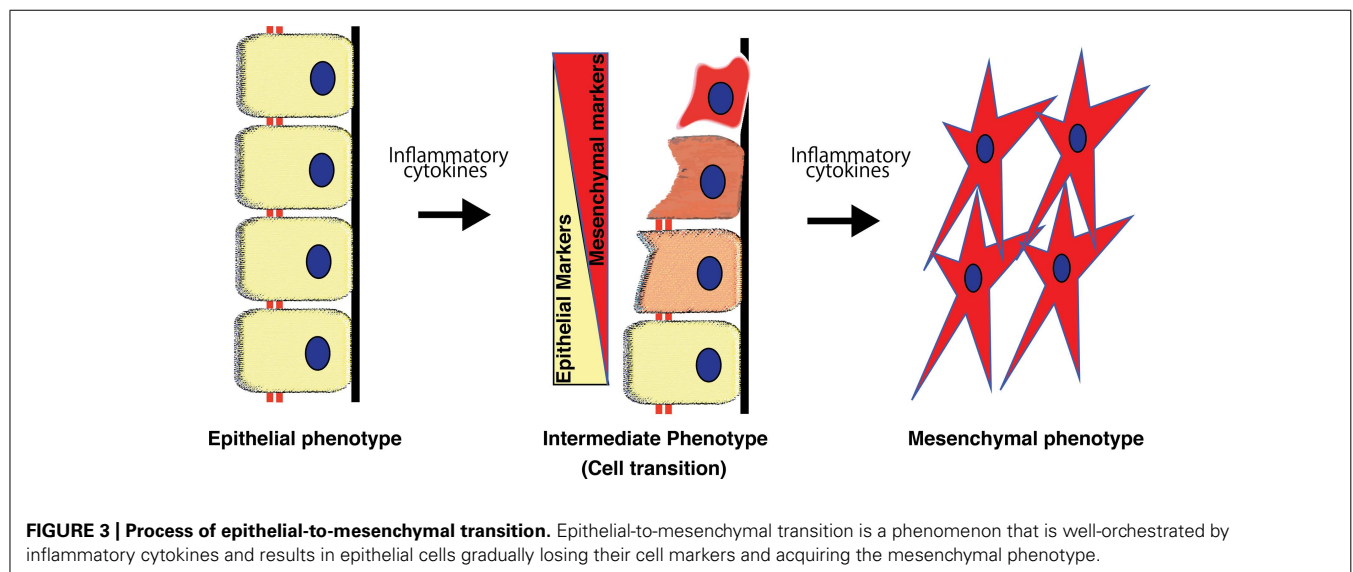 Inflammatory
cytokines
Epithelial Markers
Mesenchymal markers
Inflammatory
cytokines
Epithelial phenotype
Intermediate Phenotype
(Cell transition)
Mesenchymal phenotype
FIGURE 3 | Process of epithelial-to-mesenchymal transition. Epithelial-to-mesenchymal transition is a phenomenon that is well-orchestrated by
inflammatory cytokines and results in epithelial cells gradually losing their cell markers and acquiring the mesenchymal phenotype.